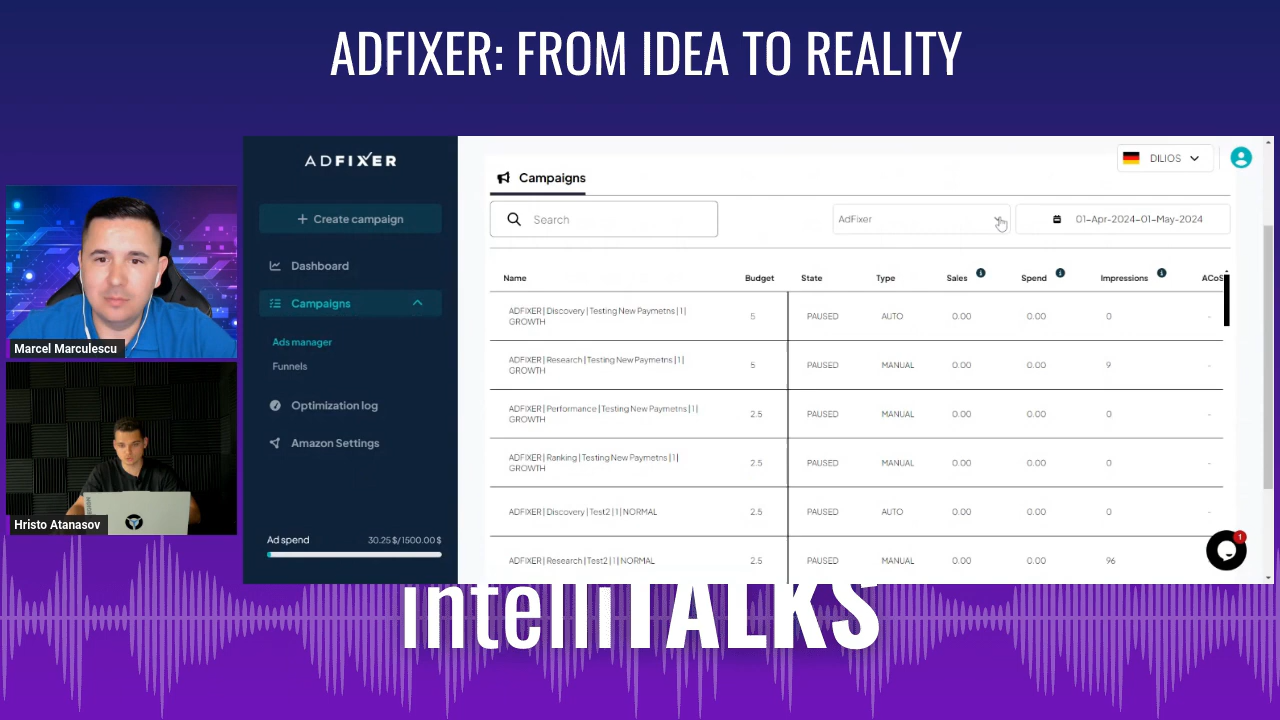 ADFIXER: FROM IDEA TO REALITY
ADFIXER
DILIOS
+ Create campaign
Dashboard
Campaigns
Ads manager
Funnels
Optimization log
Amazon Settings
Ad spend 30.25 $/1500.00 $
Campaigns
Search
AdFixer
01-Apr-2024-01-May-2024
Name Budget State Type Sales Spend Impressions ACoS
ADFIXER | Discovery | Testing New Paymetns | 1 |
GROWTH
5 PAUSED AUTO 0.00 0.00 0 -
ADFIXER | Research | Testing New Paymetns | 1 |
GROWTH
5 PAUSED MANUAL 0.00 0.00 9 -
ADFIXER | Performance | Testing New Paymetns | 1 |
GROWTH
2.5 PAUSED MANUAL 0.00 0.00 0 -
ADFIXER | Ranking | Testing New Paymetns | 1 |
GROWTH
2.5 PAUSED MANUAL 0.00 0.00 0 -
ADFIXER | Discovery | Test2 | 1 | NORMAL 2.5 PAUSED AUTO 0.00 0.00 0 -
ADFIXER | Research | Test2 | 1 | NORMAL 2.5 PAUSED MANUAL 0.00 0.00 96 -
1
Marcel Marculescu
Hristo Atanasov
intelliTALKS